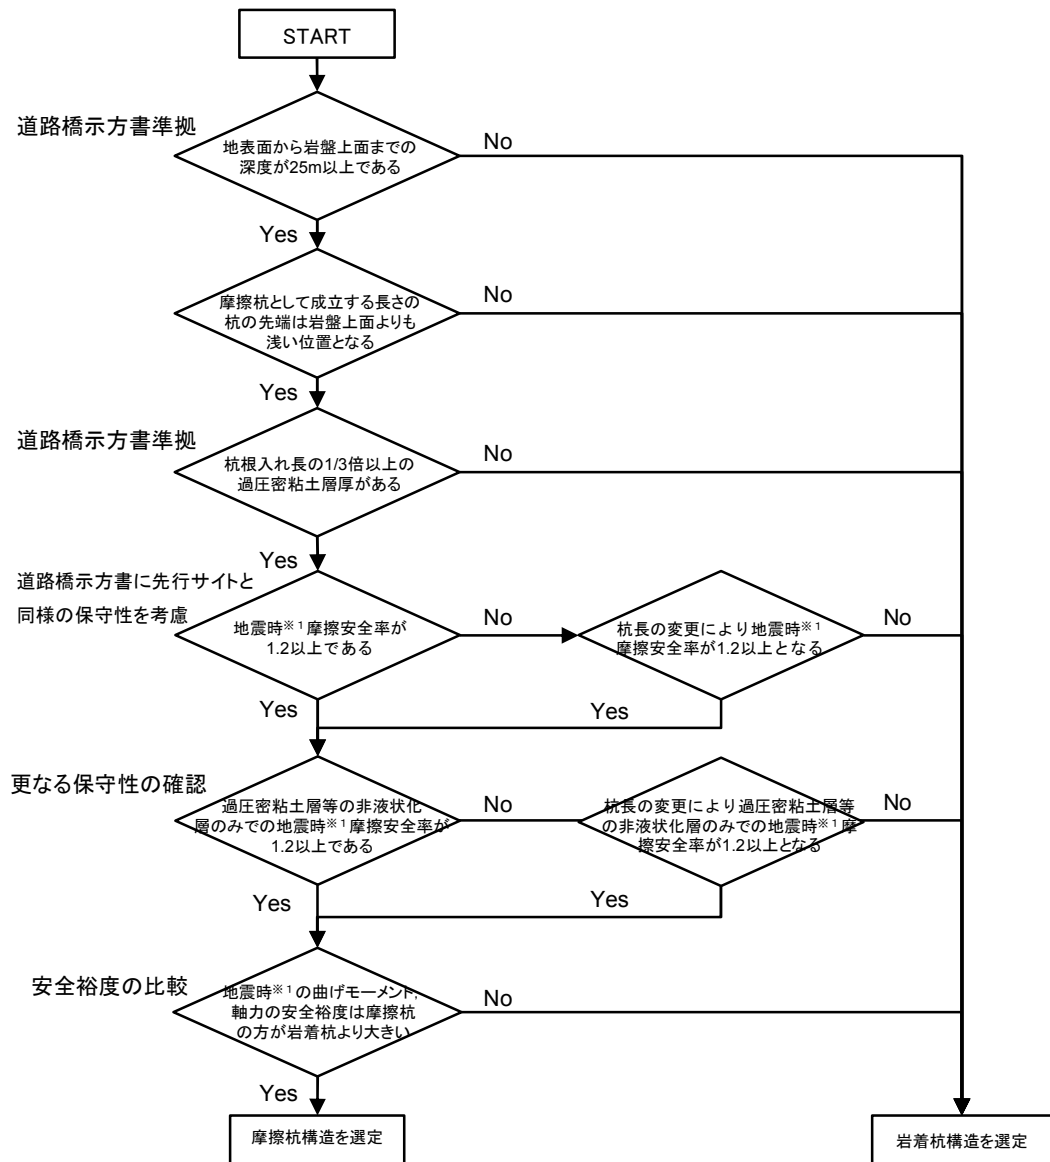 START
道路橋示方書準拠
地表面から岩盤上面までの
深度が25m以上である
No
Yes
摩擦杭として成立する長さの
杭の先端は岩盤上面よりも
浅い位置となる
No
Yes
道路橋示方書準拠
杭根入れ長の1/3倍以上の
過圧密粘土層厚がある
No
Yes
道路橋示方書に先行サイトと
同様の保守性を考慮
地震時※1摩擦安全率が
1.2以上である
No
杭長の変更により地震時※1
摩擦安全率が1.2以上となる
No
Yes
Yes
更なる保守性の確認
過圧密粘土層等の非液状化
層のみでの地震時※1摩擦安全率が
1.2以上である
No
杭長の変更により過圧密粘土層等
の非液状化層のみでの地震時※1摩
擦安全率が1.2以上となる
No
Yes
Yes
安全裕度の比較
地震時※1の曲げモーメント,
軸力の安全裕度は摩擦杭
の方が岩着杭より大きい
No
Yes
摩擦杭構造を選定
岩着杭構造を選定